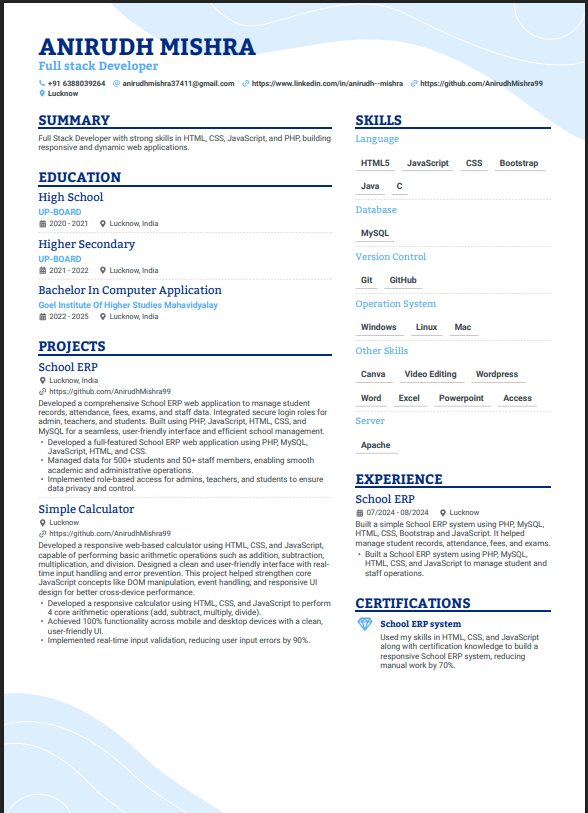 ANIRUDH MISHRA
Full stack Developer
+91 6388039264 anirudhmishra37411@gmail.com https://www.linkedin.com/in/anirudh--mishra https://github.com/AnirudhMishra99
Lucknow
SUMMARY
Full Stack Developer with strong skills in HTML, CSS, JavaScript, and PHP, building
responsive and dynamic web applications.
EDUCATION
High School
UP-BOARD
2020 - 2021 Lucknow, India
Higher Secondary
UP-BOARD
2021 - 2022 Lucknow, India
Bachelor In Computer Application
Goel Institute Of Higher Studies Mahavidyalay
2022 - 2025 Lucknow, India
PROJECTS
School ERP
Lucknow, India
https://github.com/AnirudhMishra99
Developed a comprehensive School ERP web application to manage student
records, attendance, fees, exams, and staff data. Integrated secure login roles for
admin, teachers, and students. Built using PHP, JavaScript, HTML, CSS, and
MySQL for a seamless, user-friendly interface and efficient school management.
• Developed a full-featured School ERP web application using PHP, MySQL,
JavaScript, HTML, and CSS.
• Managed data for 500+ students and 50+ staff members, enabling smooth
academic and administrative operations.
• Implemented role-based access for admins, teachers, and students to ensure
data privacy and control.
Simple Calculator
Lucknow
https://github.com/AnirudhMishra99
Developed a responsive web-based calculator using HTML, CSS, and JavaScript,
capable of performing basic arithmetic operations such as addition, subtraction,
multiplication, and division. Designed a clean and user-friendly interface with real-
time input handling and error prevention. This project helped strengthen core
JavaScript concepts like DOM manipulation, event handling, and responsive UI
design for better cross-device performance.
• Developed a responsive calculator using HTML, CSS, and JavaScript to perform
4 core arithmetic operations (add, subtract, multiply, divide).
• Achieved 100% functionality across mobile and desktop devices with a clean,
user-friendly UI.
• Implemented real-time input validation, reducing user input errors by 90%.
SKILLS
Language
HTML5 JavaScript CSS Bootstrap
Java C
Database
MySQL
Version Control
Git GitHub
Operation System
Windows Linux Mac
Other Skills
Canva Video Editing Wordpress
Word Excel Powerpoint Access
Server
Apache
EXPERIENCE
School ERP
07/2024 - 08/2024 Lucknow
Built a simple School ERP system using PHP, MySQL,
HTML, CSS, Bootstrap and JavaScript. It helped
manage student records, attendance, fees, and exams.
• Built a School ERP system using PHP, MySQL,
HTML, CSS, and JavaScript to manage student and
staff operations.
CERTIFICATIONS
School ERP system
Used my skills in HTML, CSS, and JavaScript
along with certification knowledge to build a
responsive School ERP system, reducing
manual work by 70%.